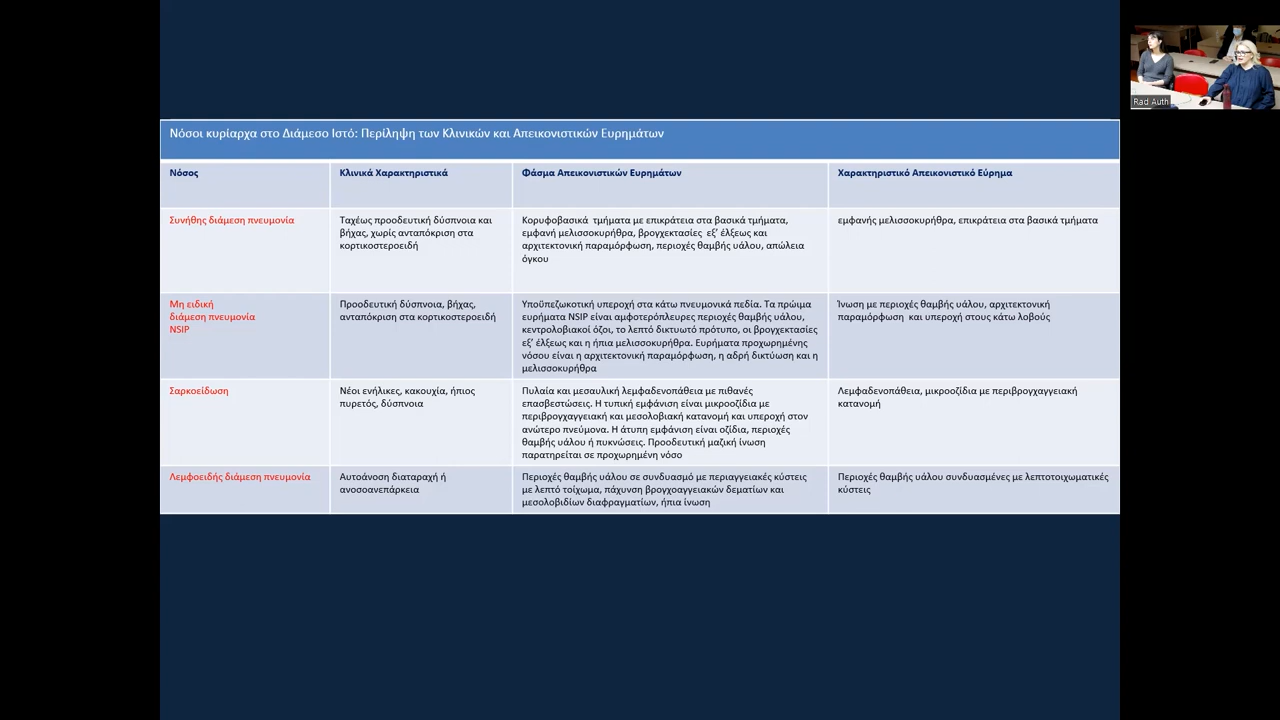 Νόσοι κυρίαρχα στο Διάμεσο Ιστό: Περίληψη των Κλινικών και Απεικονιστικών Ευρημάτων
Νόσος
Κλινικά Χαρακτηριστικά
Φάσμα Απεικονιστικών Ευρημάτων
Χαρακτηριστικό Απεικονιστικό Εύρημα
Συνήθης διάμεση πνευμονία
Ταχέως προοδευτική δύσπνοια και
βήχας, χωρίς ανταπόκριση στα
κορτικοστεροειδή
Κορυφοβασικά τμήματα με επικράτεια στα βασικά τμήματα,
εμφανή μελισσοκυρήθρα, βρογχεκτασίες εξ' έλξεως και
αρχιτεκτονική παραμόρφωση, περιοχές θαμβής υάλου, απώλεια
όγκου
εμφανής μελισσοκυρήθρα, επικράτεια στα βασικά τμήματα
Μη ειδική
διάμεση πνευμονία
NSIP
Προοδευτική δύσπνοια, βήχας,
ανταπόκριση στα κορτικοστεροειδή
Υποϋπεζωκοτική υπεροχή στα κάτω πνευμονικά πεδία. Τα πρώιμα
ευρήματα NSIP είναι αμφοτερόπλευρες περιοχές θαμβής υάλου,
κεντρολοβιακοί όζοι, το λεπτό δικτυωτό πρότυπο, οι βρογχεκτασίες
εξ' έλξεως και η ήπια μελισσοκυρήθρα. Ευρήματα προχωρημένης
νόσου είναι η αρχιτεκτονική παραμόρφωση, η αδρή δικτύωση και η
μελισσοκυρήθρα
Ίνωση με περιοχές θαμβής υάλου, αρχιτεκτονική
παραμόρφωση και υπεροχή στους κάτω λοβούς
Σαρκοείδωση
Νέοι ενήλικες, κακουχία, ήπιος
πυρετός, δύσπνοια
Πυλαία και μεσαυλική λεμφαδενοπάθεια με πιθανές
επασβεστώσεις. Η τυπική εμφάνιση είναι μικροοζίδια με
περιβρογχαγγειακή και μεσολοβιακή κατανομή και υπεροχή στον
ανώτερο πνεύμονα. Η άτυπη εμφάνιση είναι οζίδια, περιοχές
θαμβής υάλου ή πυκνώσεις. Προοδευτική μαζική ίνωση
παρατηρείται σε προχωρημένη νόσο
Λεμφαδενοπάθεια, μικροοζίδια με περιβρογχαγγειακή
κατανομή
Λεμφοειδής διάμεση πνευμονία
Αυτοάνοση διαταραχή ή
ανοσοανεπάρκεια
Περιοχές θαμβής υάλου σε συνδυασμό με περιαγγειακές κύστεις
με λεπτό τοίχωμα, πάχυνση βρογχοαγγειακών δεματίων και
μεσολοβιδίων διαφραγματίων, ήπια ίνωση
Περιοχές θαμβής υάλου συνδυασμένες με λεπτοτοιχωματικές
κύστεις
Rad Auth